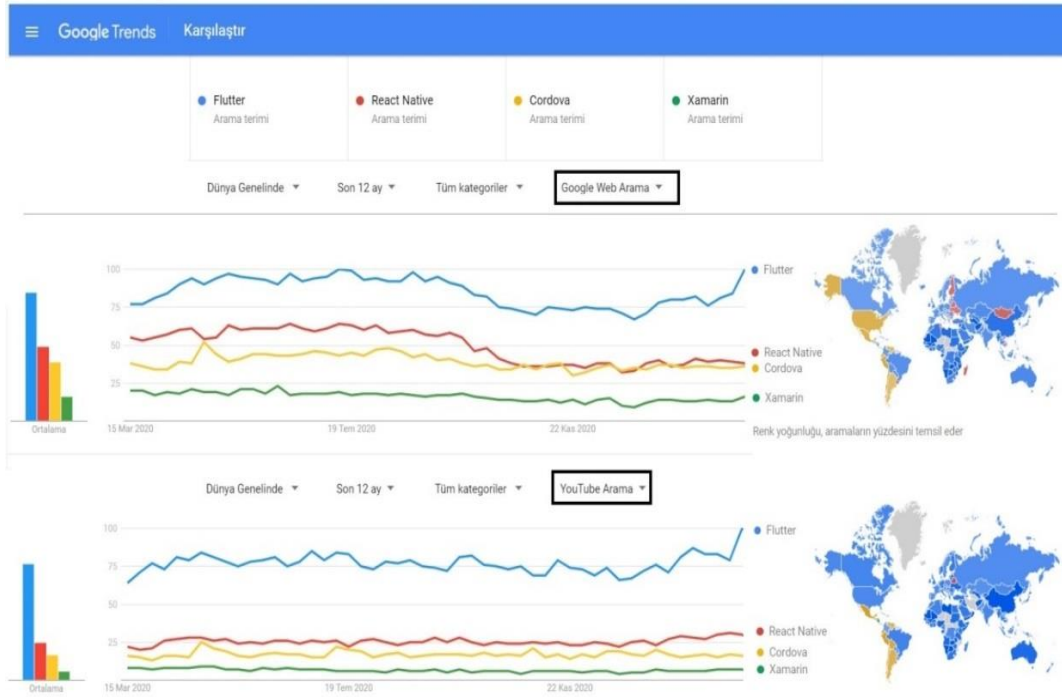 Google Trends Karşılaştır
Flutter React Native Cordova Xamarin
Arama terimi Arama terimi Arama terimi Arama terimi
Dünya Genelinde Son 12 ay Tüm kategoriler Google Web Arama
100
75
50
25
Flutter
React Native
Cordova
Xamarin
Ortalama 15 Mar 2020 19 Tem 2020 22 Kas 2020
Renk yoğunluğu, aramaların yüzdesini temsil eder
Dünya Genelinde Son 12 ay Tüm kategoriler YouTube Arama
100
75
50
25
Flutter
React Native
Cordova
Xamarin
Ortalama 15 Mar 2020 19 Tem 2020 22 Kas 2020